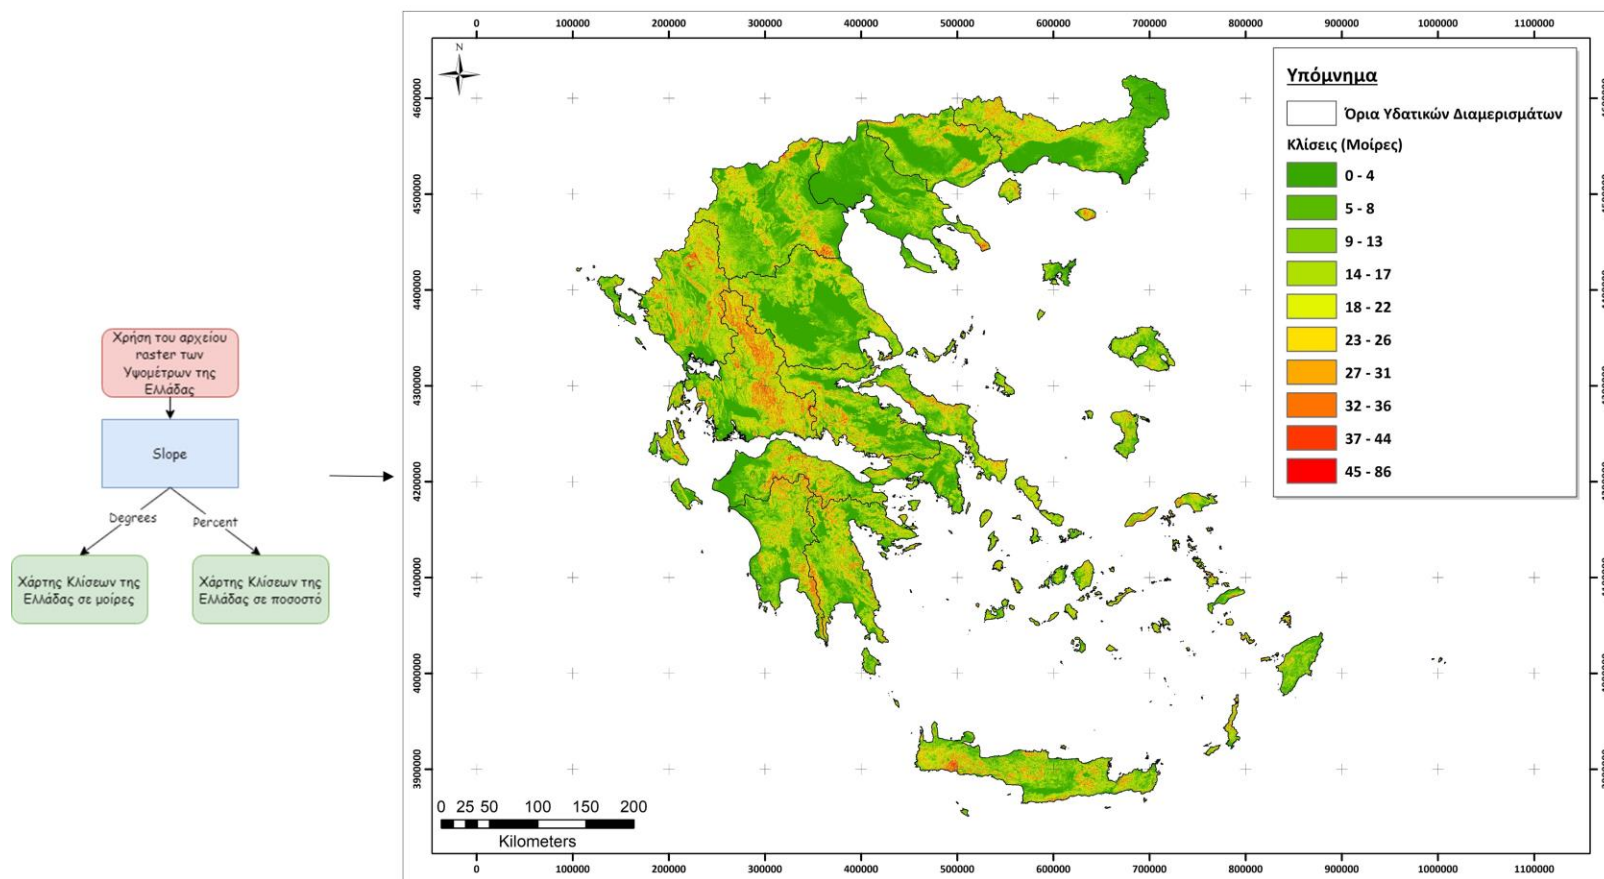 Χρήση του αρχείου
raster των
Υψομέτρων της
Ελλάδας
Slope
Degrees
Percent
Χάρτης Κλίσεων της
Ελλάδας σε μοίρες
Χάρτης Κλίσεων της
Ελλάδας σε ποσοστό
0 100000 200000 300000 400000 500000 600000 700000 800000 900000 1000000 1100000
N
4600000
4500000
4400000
4300000
4200000
4100000
4000000
3900000
Υπόμνημα
Όρια Υδατικών Διαμερισμάτων
Κλίσεις (Μοίρες)
0 - 4
5 - 8
9 - 13
14 - 17
18 - 22
23 - 26
27 - 31
32 - 36
37 - 44
45 - 86
0 25 50 100 150 200
Kilometers
0 100000 200000 300000 400000 500000 600000 700000 800000 900000 1000000 1100000